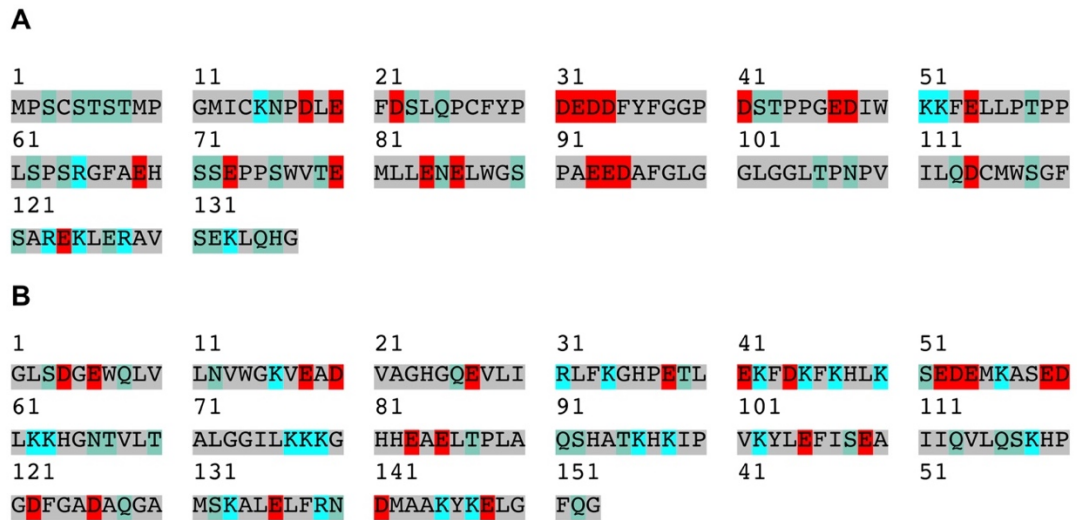 A
1 11 21 31 41 51
MPSCSTSTMP GMICKNPDLE FDSLQPCFYP DEDDFYFGGP DSTPPGEDIW KKFELLPTPP
61 71 81 91 101 111
LSPSRGFAEH SSEPPSWVTE MLLENELWGS PAEEDAFGLG GLGGLTPNPV ILQDCMWSGF
121 131
SAREKLERAV SEKLQHG
B
1 11 21 31 41 51
GLSDGEWQLV LNVWGKVEAD VAGHGQEVLI RLFKGHPETL EKFDKFKHLK SEDEMKASED
61 71 81 91 101 111
LKKHGNTVLT ALGGILKKKG HHEAELTPLA QSHATKHKIP VKYLEFISEA IIQVLQSKHP
121 131 141 151 41 51
GDFGADAQGA MSKALELFRN DMAAKYKELG FQG